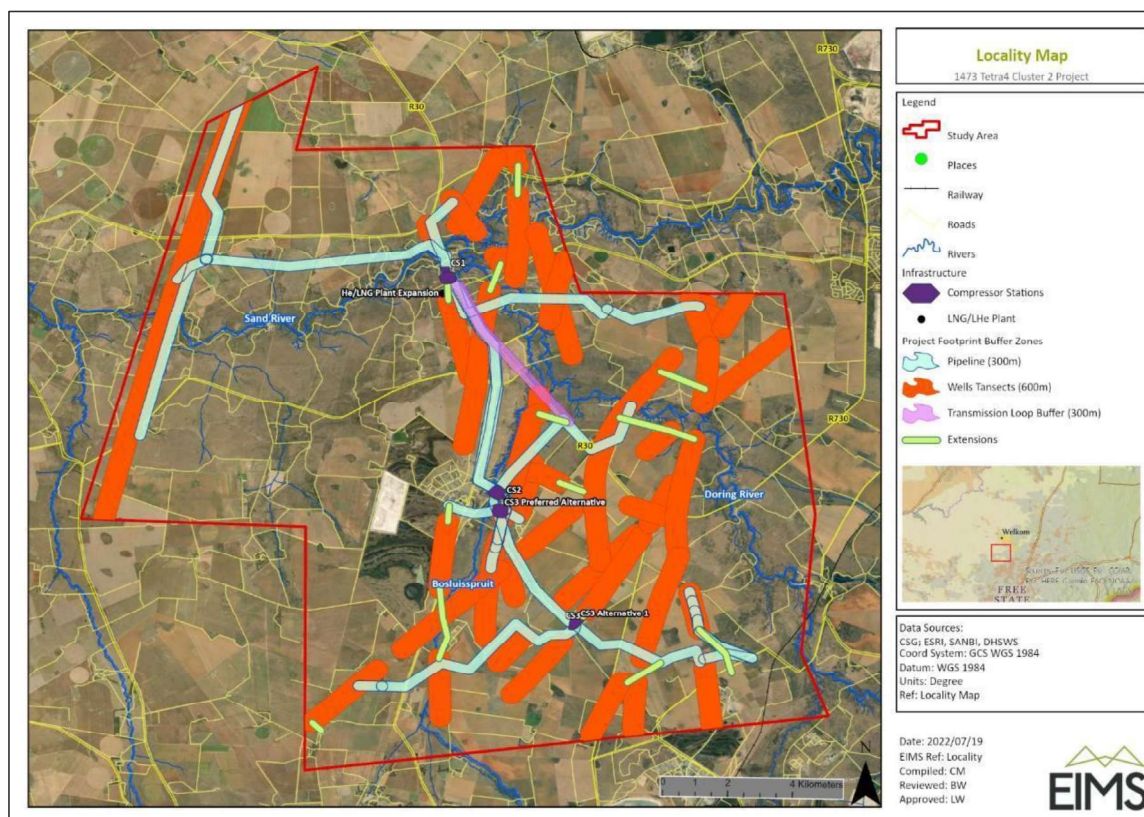 R730
R30
CS1
He/LNG Plant Expansion
Sand River
R730
R30
Doring River
CS2
CS3 Preferred Alternative
Bosluisspruit
CS3 Alternative 1
N
0 1 2 4 Kilometers
Locality Map
1473 Tetra4 Cluster 2 Project
Legend
Study Area
Places
Railway
Roads
Rivers
Infrastructure
Compressor Stations
LNG/LHe Plant
Project Footprint Buffer Zones
Pipeline (300m)
Wells Tansects (600m)
Transmission Loop Buffer (300m)
Extensions
Welkom
FREE
STATE
Data Sources:
CSG; ESRI, SANBI, DHSWS
Coord System: GCS WGS 1984
Datum: WGS 1984
Units: Degree
Ref: Locality Map
Date: 2022/07/19
EIMS Ref: Locality
Compiled: CM
Reviewed: BW
Approved: LW
EIMS